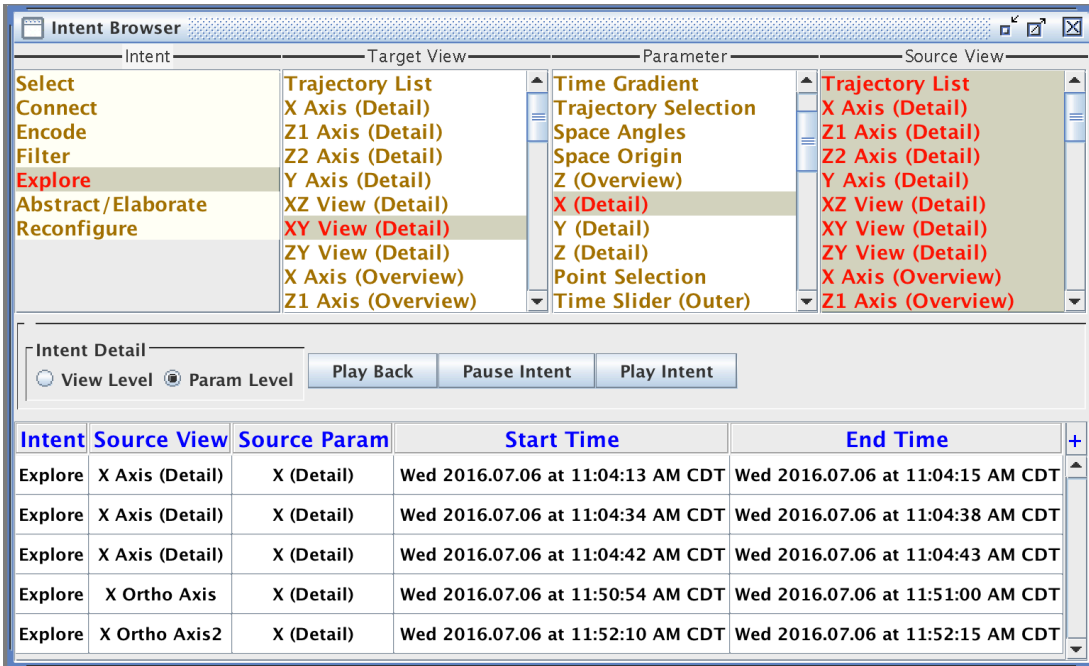 Intent Browser
Intent Target View Parameter Source View
Select Trajectory List Time Gradient Trajectory List
Connect X Axis (Detail) Trajectory Selection X Axis (Detail)
Encode Z1 Axis (Detail) Space Angles Z1 Axis (Detail)
Filter Z2 Axis (Detail) Space Origin Z2 Axis (Detail)
Explore Y Axis (Detail) Z (Overview) Y Axis (Detail)
Abstract/Elaborate XZ View (Detail) X (Detail) XZ View (Detail)
Reconfigure XY View (Detail) Y (Detail) XY View (Detail)
ZY View (Detail) Z (Detail) ZY View (Detail)
X Axis (Overview) Point Selection X Axis (Overview)
Z1 Axis (Overview) Time Slider (Outer) Z1 Axis (Overview)
Intent Detail
View Level Param Level Play Back Pause Intent Play Intent
Intent Source View Source Param Start Time End Time +
Explore X Axis (Detail) X (Detail) Wed 2016.07.06 at 11:04:13 AM CDT Wed 2016.07.06 at 11:04:15 AM CDT
Explore X Axis (Detail) X (Detail) Wed 2016.07.06 at 11:04:34 AM CDT Wed 2016.07.06 at 11:04:38 AM CDT
Explore X Axis (Detail) X (Detail) Wed 2016.07.06 at 11:04:42 AM CDT Wed 2016.07.06 at 11:04:43 AM CDT
Explore X Ortho Axis X (Detail) Wed 2016.07.06 at 11:50:54 AM CDT Wed 2016.07.06 at 11:51:00 AM CDT
Explore X Ortho Axis2 X (Detail) Wed 2016.07.06 at 11:52:10 AM CDT Wed 2016.07.06 at 11:52:15 AM CDT